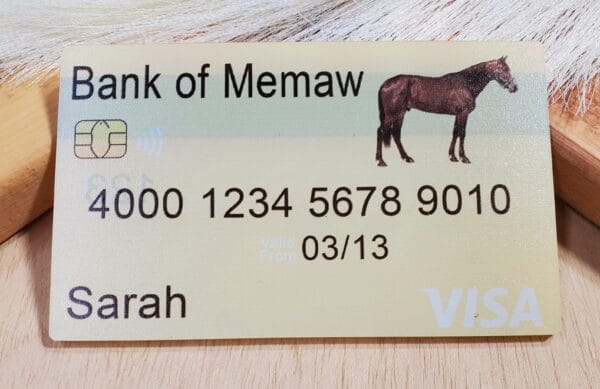 Bank of Memaw
4000 1234 5678 9010
Valid
From 03/13
Sarah
VISA